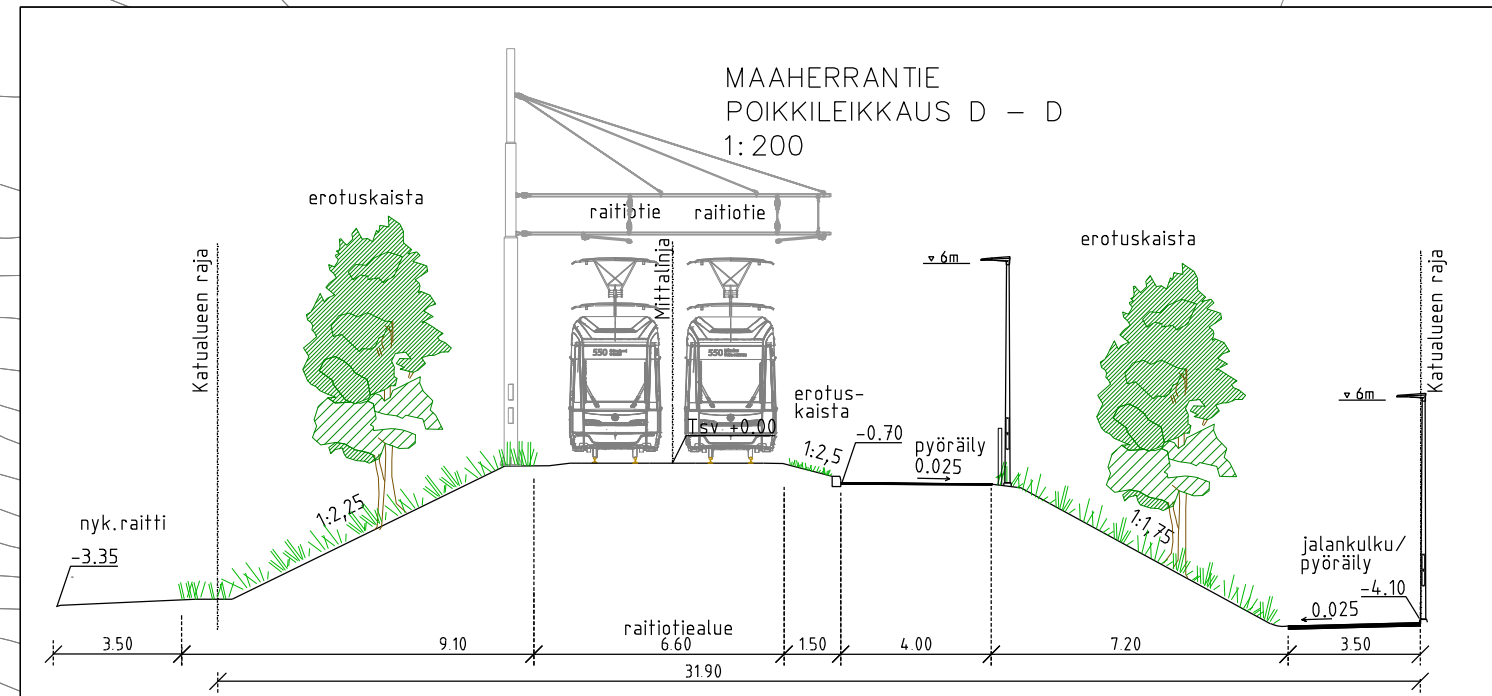 MAAHERRANTIE
POIKKILEIKKAUS D - D
1:200
erotuskaista
raitiotie
raitiotie
erotuskaista
Katualueen raja
Mittalinja
▿ 6m
Katualueen raja
550
550
erotus-
kaista
▿ 6m
Tsv +0.00
-0.70
pyöräily
0.025
1:2,5
1:2,25
1:1,75
nyk.raitti
-3.35
jalankulku/
pyöräily
-4.10
0.025
raitiotiealue
3.50
9.10
6.60
1.50
4.00
7.20
3.50
31.90